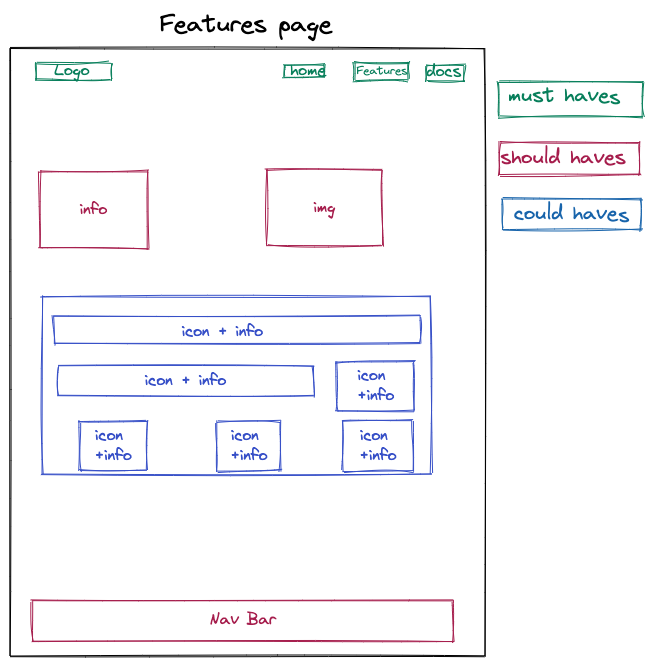 Features page
Logo home Features docs
must haves
should haves
could haves
info img
icon + info
icon + info
icon
+info
icon
+info
icon
+info
icon
+info
Nav Bar